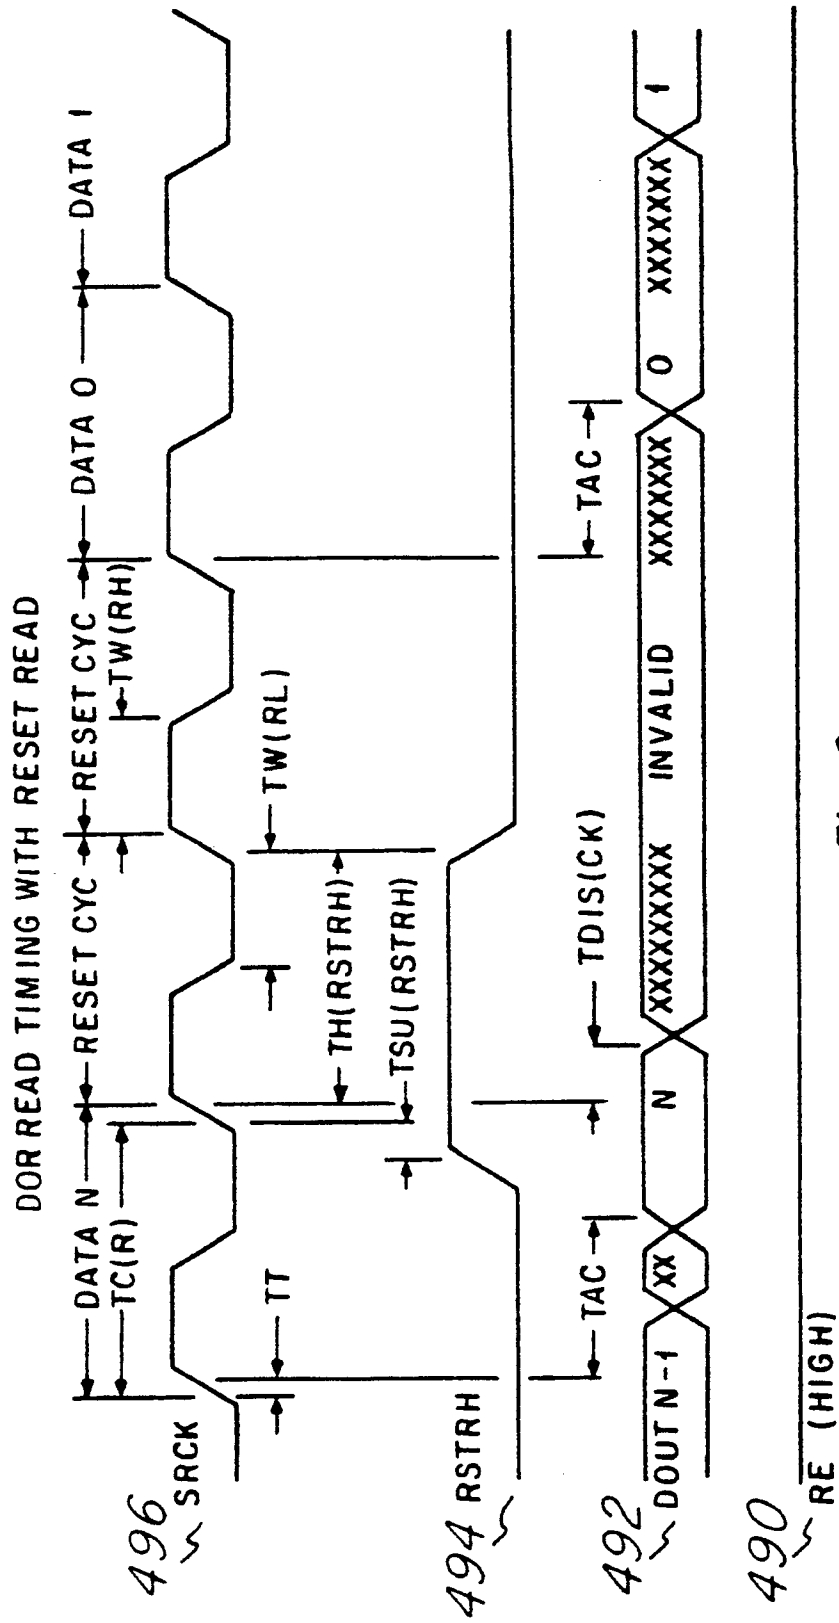 DOR READ TIMING WITH RESET READ
DATA N RESET CYC RESET CYC DATA 0 DATA 1
TC(R) TW(RH)
496 SRCK
TT TW(RL)
TH(RSTRH)
TSU(RSTRH)
494 RSTRH
TAC TDIS(CK) TAC
492 DOUT N-1 XX N XXXXXXXXX INVALID XXXXXXX 0 XXXXXXX 1
490 RE (HIGH)